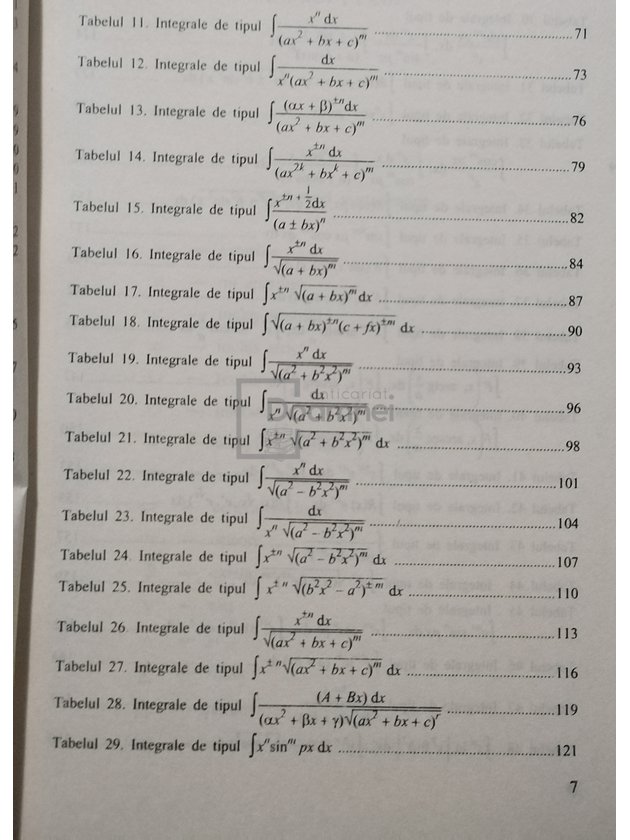 Tabelul 11. Integrale de tipul ∫ xⁿ dx / (ax² + bx + c)ᵐ ........ 71
Tabelul 12. Integrale de tipul ∫ dx / xⁿ(ax² + bx + c)ᵐ ........ 73
Tabelul 13. Integrale de tipul ∫ (αx + β)^±n dx / (ax² + bx + c)ᵐ ........ 76
Tabelul 14. Integrale de tipul ∫ x^±n dx / (ax^2k + bx^k + c)ᵐ ........ 79
Tabelul 15. Integrale de tipul ∫ x^(±n + 1/2) dx / (a ± bx)ⁿ ........ 82
Tabelul 16. Integrale de tipul ∫ x^±n dx / √(a + bx)ᵐ ........ 84
Tabelul 17. Integrale de tipul ∫ x^±n √(a + bx)ᵐ dx ........ 87
Tabelul 18. Integrale de tipul ∫ √(a + bx)^±n (c + fx)^±m dx ........ 90
Tabelul 19. Integrale de tipul ∫ xⁿ dx / √(a² + b²x²)ᵐ ........ 93
Tabelul 20. Integrale de tipul ∫ dx / xⁿ √(a² + b²x²)ᵐ ........ 96
Tabelul 21. Integrale de tipul ∫ x^±n √(a² + b²x²)ᵐ dx ........ 98
Tabelul 22. Integrale de tipul ∫ xⁿ dx / √(a² − b²x²)ᵐ ........ 101
Tabelul 23. Integrale de tipul ∫ dx / xⁿ √(a² − b²x²)ᵐ ........ 104
Tabelul 24. Integrale de tipul ∫ x^±n √(a² − b²x²)ᵐ dx ........ 107
Tabelul 25. Integrale de tipul ∫ x^±n √(b²x² − a²)^±m dx ........ 110
Tabelul 26. Integrale de tipul ∫ x^±n dx / √(ax² + bx + c)ᵐ ........ 113
Tabelul 27. Integrale de tipul ∫ x^±n √(ax² + bx + c)ᵐ dx ........ 116
Tabelul 28. Integrale de tipul ∫ (A + Bx) dx / (αx² + βx + γ)√(ax² + bx + c)ʳ ........ 119
Tabelul 29. Integrale de tipul ∫ xⁿ sinᵐ px dx ........ 121
7